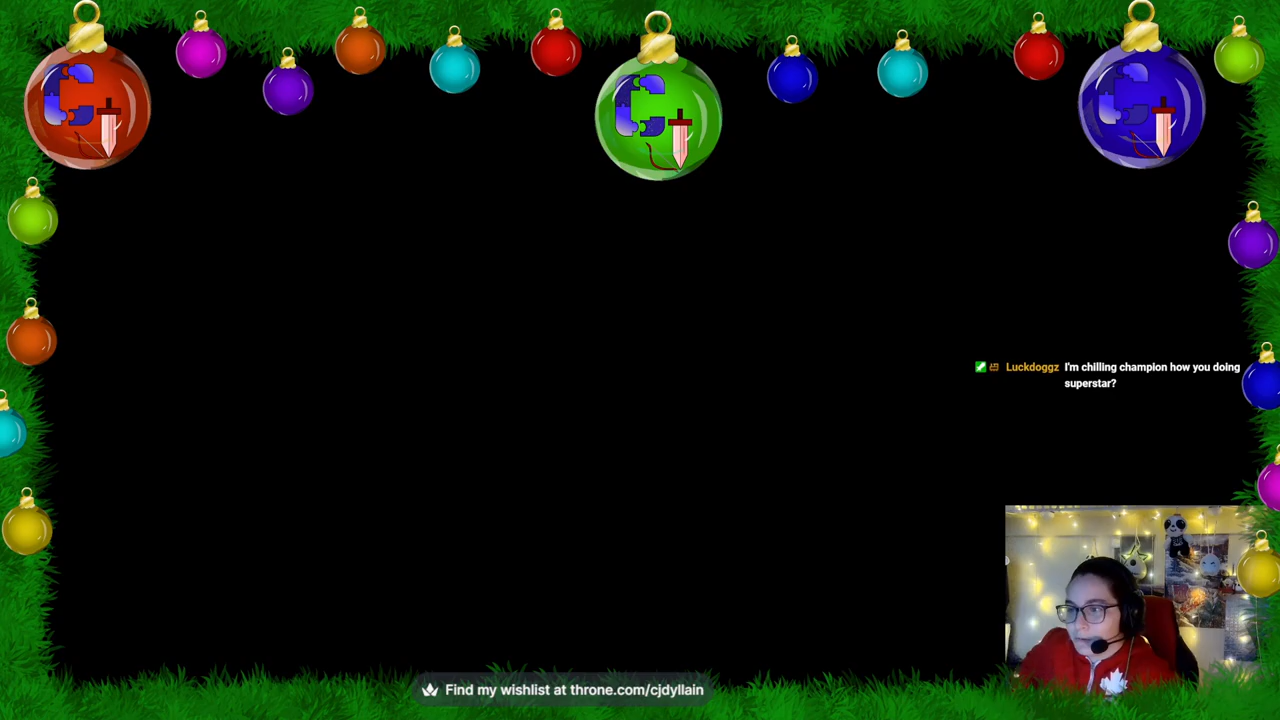 Luckdoggz I'm chilling champion how you doing
superstar?
Find my wishlist at throne.com/cjdyllain